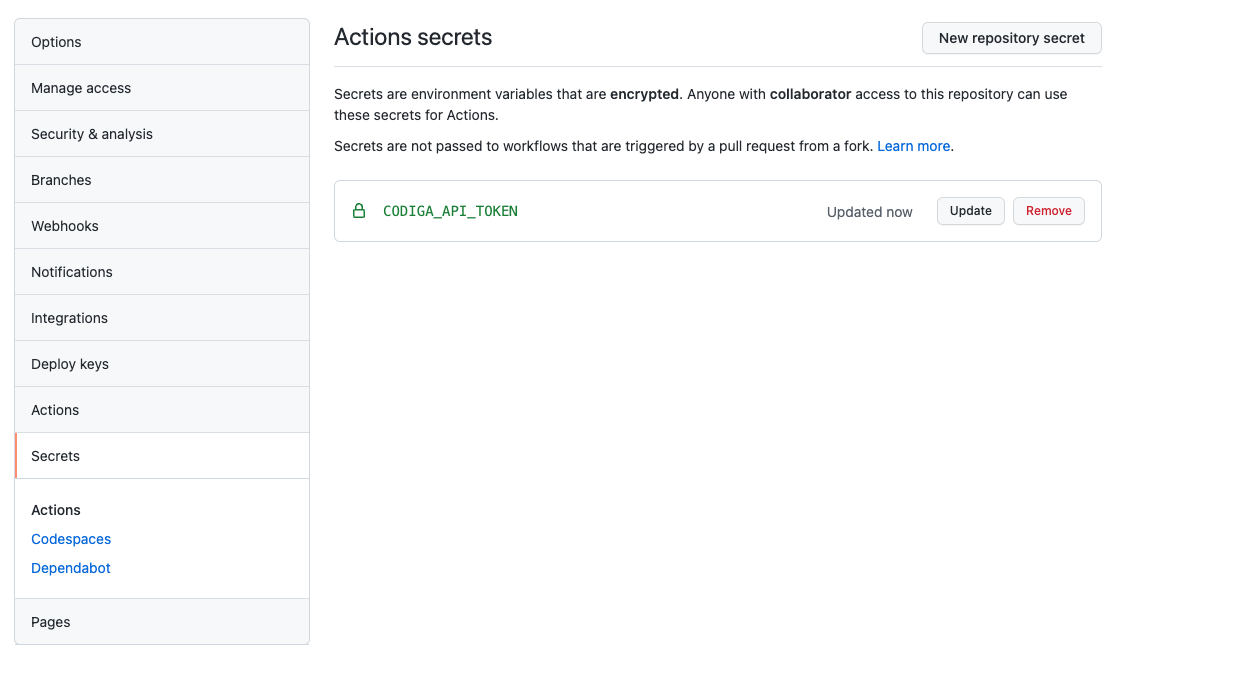 Options
Manage access
Security & analysis
Branches
Webhooks
Notifications
Integrations
Deploy keys
Actions
Secrets
Actions
Codespaces
Dependabot
Pages
Actions secrets
New repository secret
Secrets are environment variables that are encrypted. Anyone with collaborator access to this repository can use
these secrets for Actions.
Secrets are not passed to workflows that are triggered by a pull request from a fork. Learn more.
CODIGA_API_TOKEN
Updated now
Update
Remove